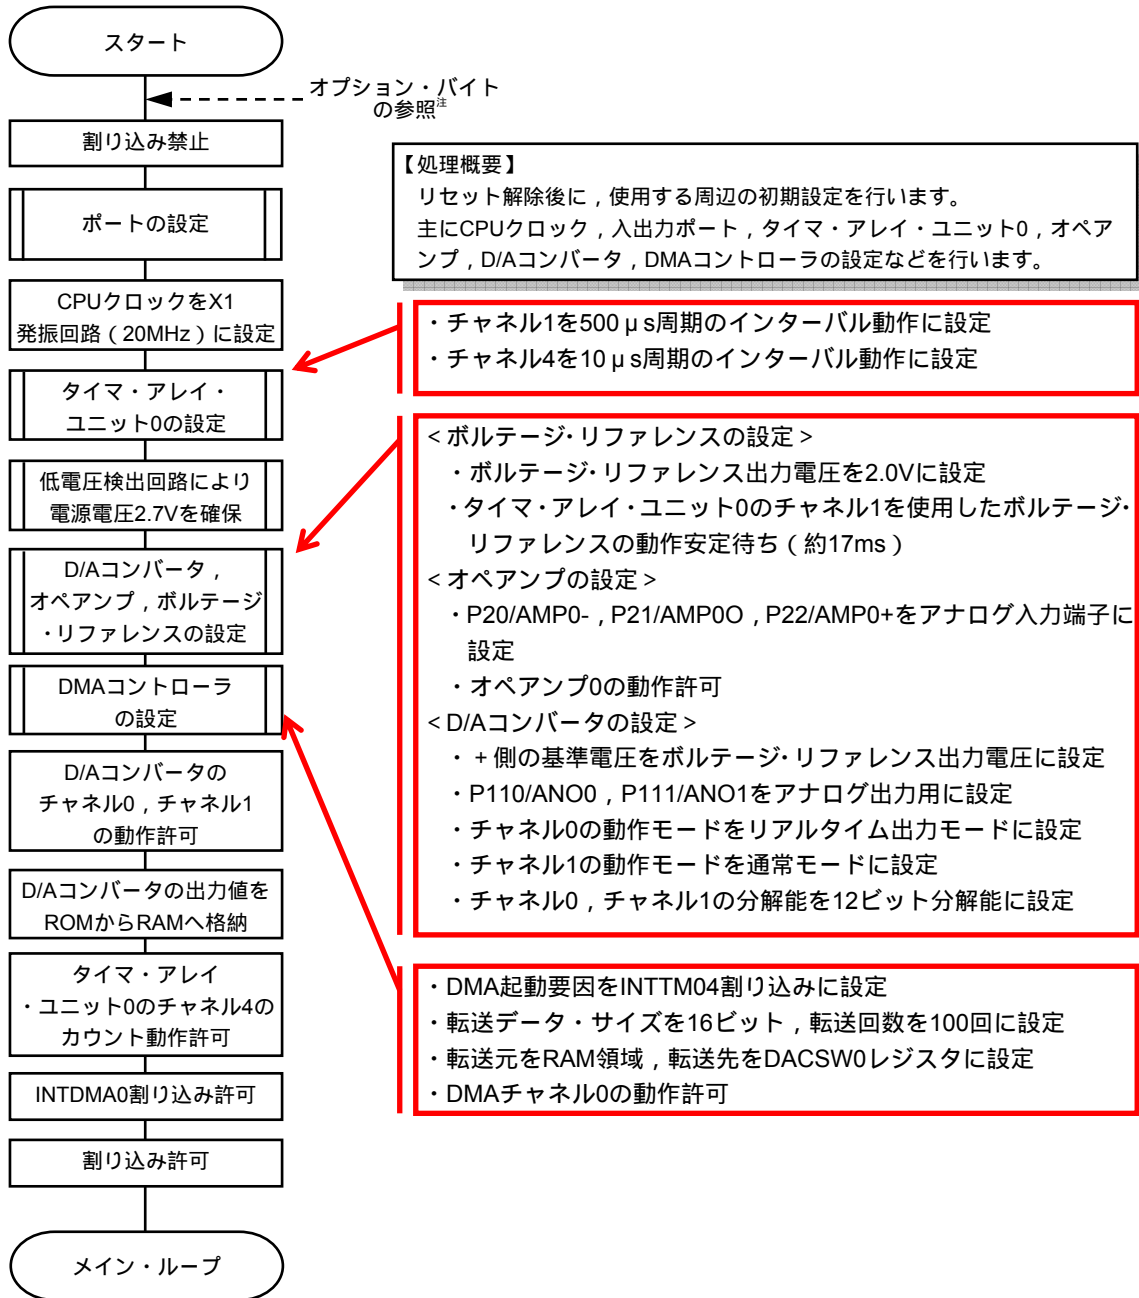 スタート
オプション・バイト
の参照注
割り込み禁止
ポートの設定
CPUクロックをX1
発振回路（20MHz）に設定
タイマ・アレイ・
ユニット0の設定
低電圧検出回路により
電源電圧2.7Vを確保
D/Aコンバータ，
オペアンプ，ボルテージ
・リファレンスの設定
DMAコントローラ
の設定
D/Aコンバータの
チャネル0，チャネル1
の動作許可
D/Aコンバータの出力値を
ROMからRAMへ格納
タイマ・アレイ
・ユニット0のチャネル4の
カウント動作許可
INTDMA0割り込み許可
割り込み許可
メイン・ループ
【処理概要】
リセット解除後に，使用する周辺の初期設定を行います。
主にCPUクロック，入出力ポート，タイマ・アレイ・ユニット0，オペア
ンプ，D/Aコンバータ，DMAコントローラの設定などを行います。
・チャネル1を500μs周期のインターバル動作に設定
・チャネル4を10μs周期のインターバル動作に設定
＜ボルテージ・リファレンスの設定＞
・ボルテージ・リファレンス出力電圧を2.0Vに設定
・タイマ・アレイ・ユニット0のチャネル1を使用したボルテージ・
リファレンスの動作安定待ち（約17ms）
＜オペアンプの設定＞
・P20/AMP0-，P21/AMP0O，P22/AMP0+をアナログ入力端子に
設定
・オペアンプ0の動作許可
＜D/Aコンバータの設定＞
・＋側の基準電圧をボルテージ・リファレンス出力電圧に設定
・P110/ANO0，P111/ANO1をアナログ出力用に設定
・チャネル0の動作モードをリアルタイム出力モードに設定
・チャネル1の動作モードを通常モードに設定
・チャネル0，チャネル1の分解能を12ビット分解能に設定
・DMA起動要因をINTTM04割り込みに設定
・転送データ・サイズを16ビット，転送回数を100回に設定
・転送元をRAM領域，転送先をDACSW0レジスタに設定
・DMAチャネル0の動作許可